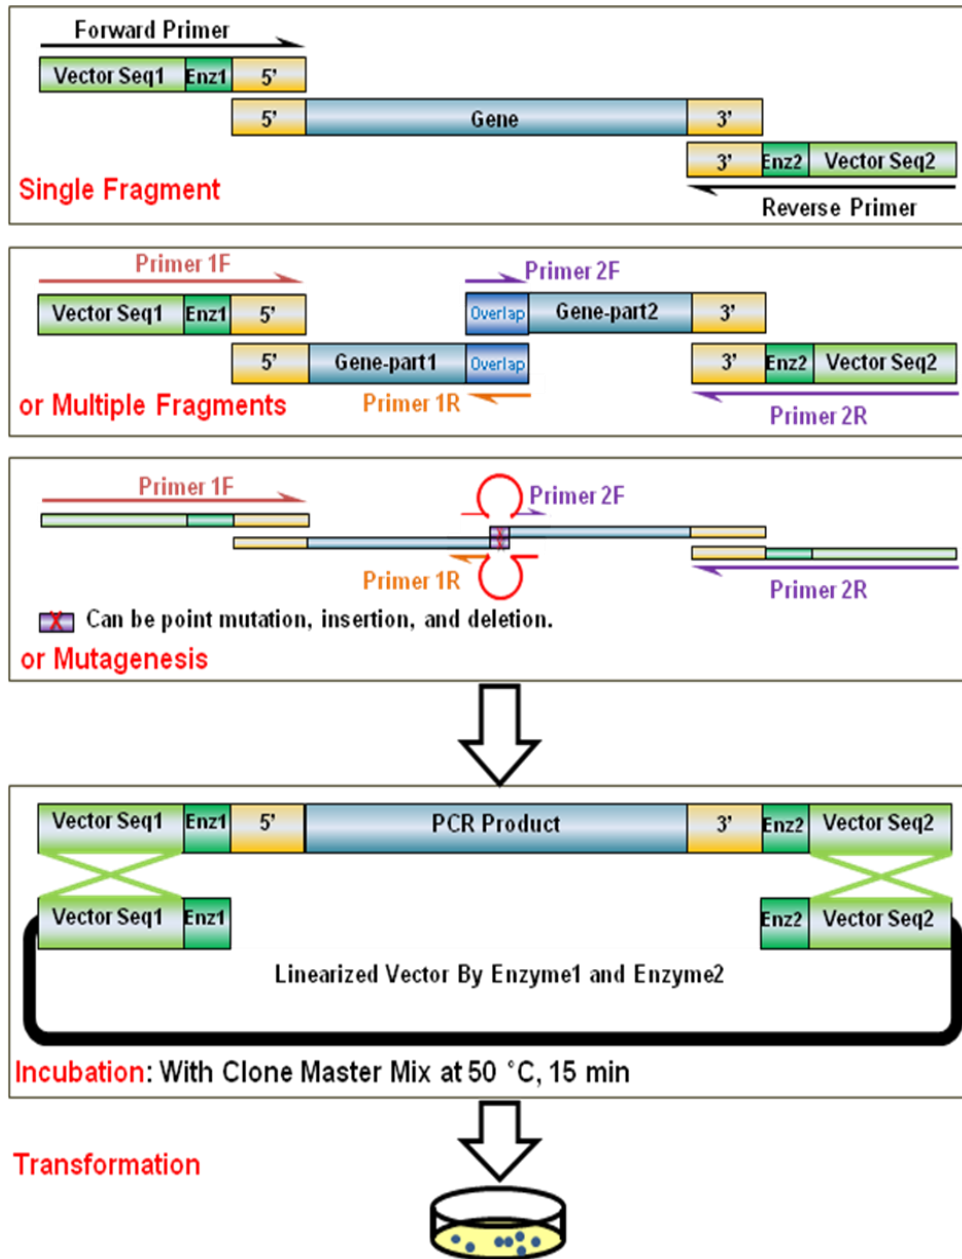 Forward Primer
Vector Seq1 Enz1 5’
5’ Gene 3’
3’ Enz2 Vector Seq2
Single Fragment
Reverse Primer
Primer 1F
Primer 2F
Vector Seq1 Enz1 5’
Overlap Gene-part2 3’
5’ Gene-part1 Overlap
3’ Enz2 Vector Seq2
or Multiple Fragments
Primer 1R
Primer 2R
Primer 1F
Primer 2F
X
X
Primer 1R
Primer 2R
X Can be point mutation, insertion, and deletion.
or Mutagenesis
Vector Seq1 Enz1 5’ PCR Product 3’ Enz2 Vector Seq2
Vector Seq1 Enz1
Enz2 Vector Seq2
Linearized Vector By Enzyme1 and Enzyme2
Incubation: With Clone Master Mix at 50 °C, 15 min
Transformation